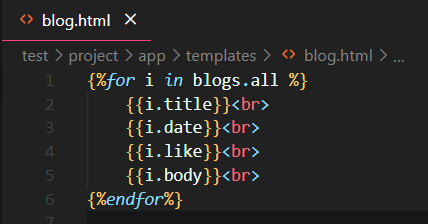 blog.html ×
test > project > app > templates > blog.html > ...
1 {%for i in blogs.all %}
2 {{i.title}}<br>
3 {{i.date}}<br>
4 {{i.like}}<br>
5 {{i.body}}<br>
6 {%endfor%}
7